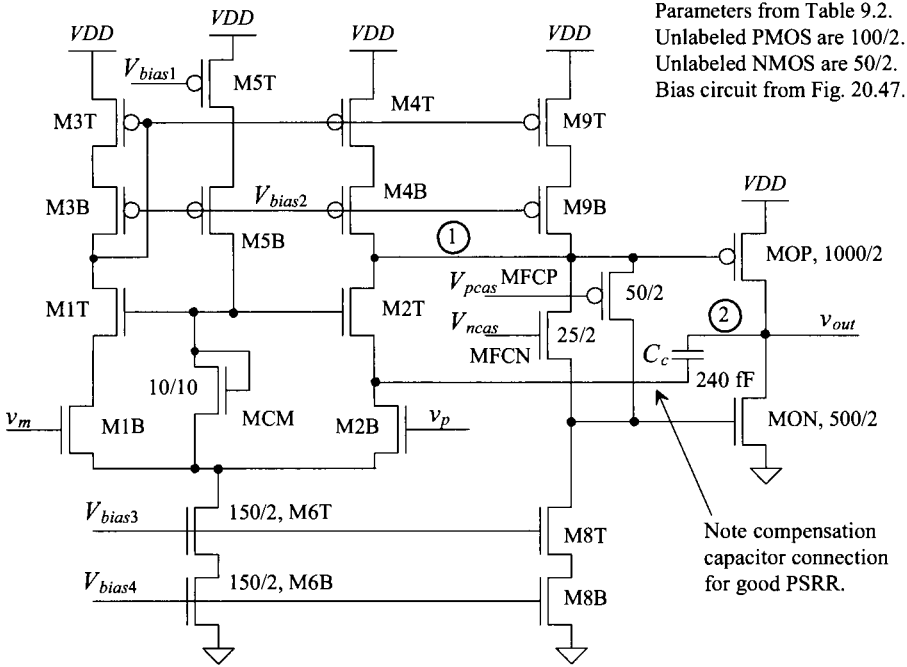 Parameters from Table 9.2.
Unlabeled PMOS are 100/2.
Unlabeled NMOS are 50/2.
Bias circuit from Fig. 20.47.
VDD
VDD
VDD
VDD
Vbias1
M5T
M3T
M4T
M9T
M3B
Vbias2
M4B
M9B
VDD
M5B
1
MOP, 1000/2
Vpcas
MFCP
50/2
M1T
M2T
2
vout
Vncas
25/2
Cc
MFCN
10/10
240 fF
vm
M1B
MCM
M2B
vp
MON, 500/2
Vbias3
150/2, M6T
M8T
Note compensation
capacitor connection
for good PSRR.
Vbias4
150/2, M6B
M8B